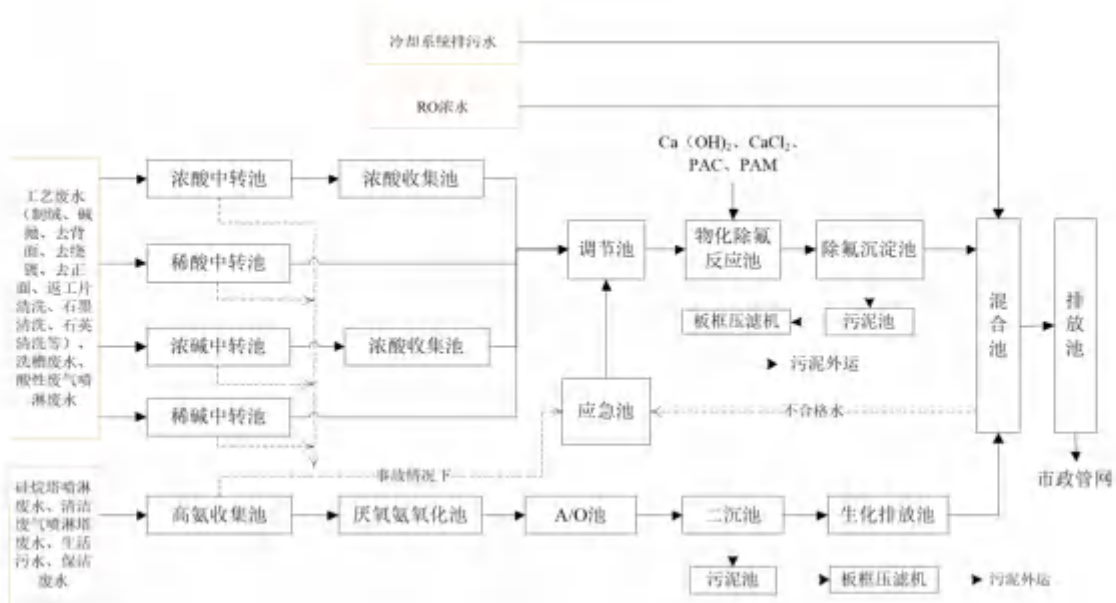 冷却系统排污水
RO浓水
Ca（OH)₂、CaCl₂、
PAC、PAM
工艺废水
（制绒、碱
抛、去背
面、去绕
镀、去正
面、返工片
清洗、石墨
清洗、石英
清洗等）、
洗槽废水、
酸性废气喷
淋废水
浓酸中转池
浓酸收集池
稀酸中转池
浓碱中转池
浓酸收集池
稀碱中转池
调节池
物化除氟
反应池
除氟沉淀池
板框压滤机
污泥池
污泥外运
应急池
不合格水
混合池
排放池
市政管网
事故情况下
硅烷塔喷淋
废水、清洁
废气喷淋塔
废水、生活
污水、保洁
废水
高氨收集池
厌氧氨氧化池
A/O池
二沉池
生化排放池
污泥池
板框压滤机
污泥外运